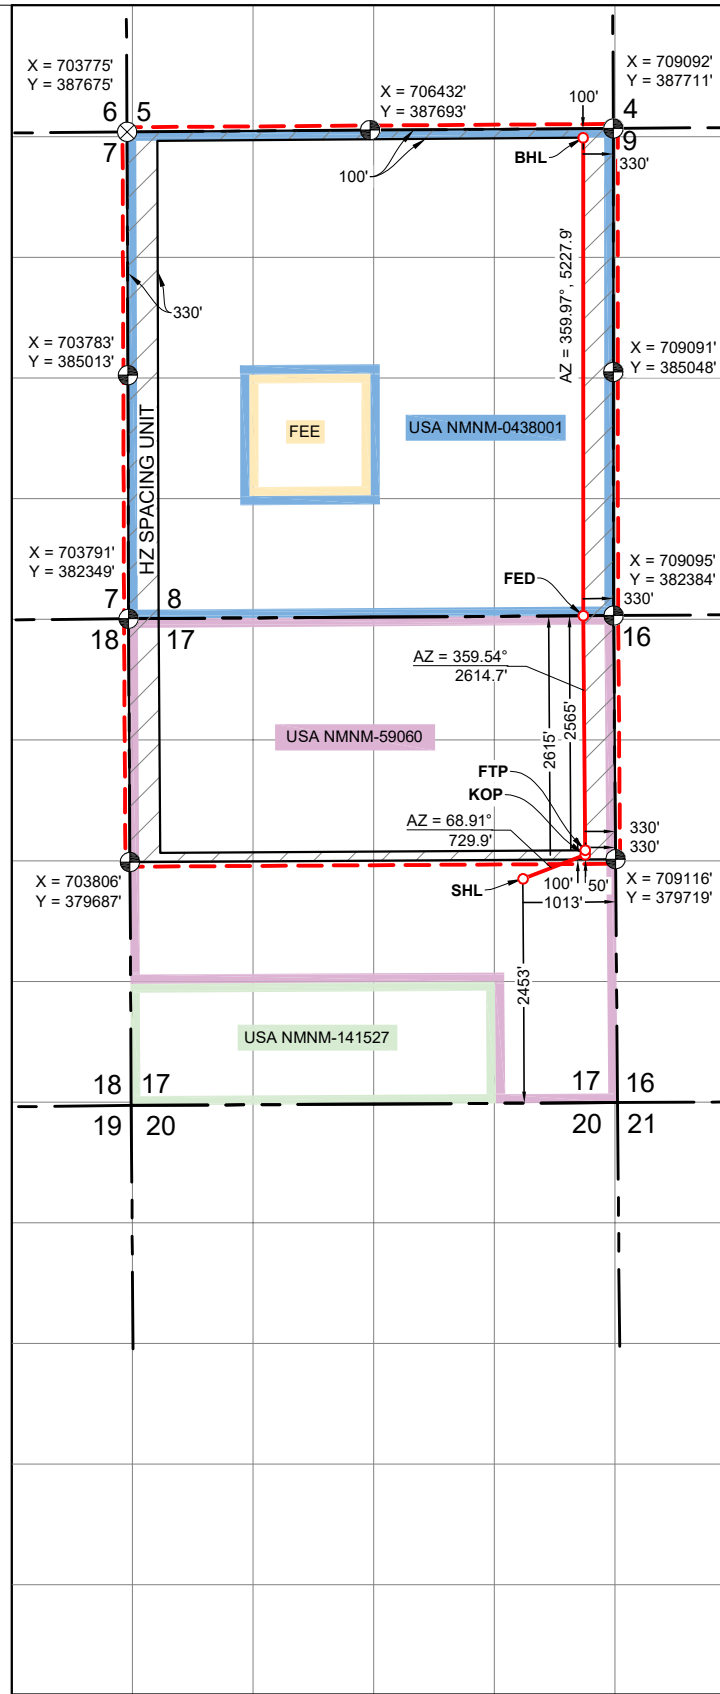 X = 703775'
Y = 387675'
X = 709092'
Y = 387711'
X = 706432'
Y = 387693'
100'
6 5
4
7
9
BHL
330'
100'
AZ = 359.97°, 5227.9'
330'
X = 703783'
Y = 385013'
X = 709091'
Y = 385048'
HZ SPACING UNIT
FEE
USA NMNM-0438001
X = 703791'
Y = 382349'
X = 709095'
Y = 382384'
FED
330'
7 8
18 17
16
AZ = 359.54°
2614.7'
2615'
2565'
USA NMNM-59060
FTP
KOP
AZ = 68.91°
729.9'
330'
330'
SHL
100' 50'
1013'
X = 703806'
Y = 379687'
X = 709116'
Y = 379719'
2453'
USA NMNM-141527
18 17
17 16
19 20
20 21